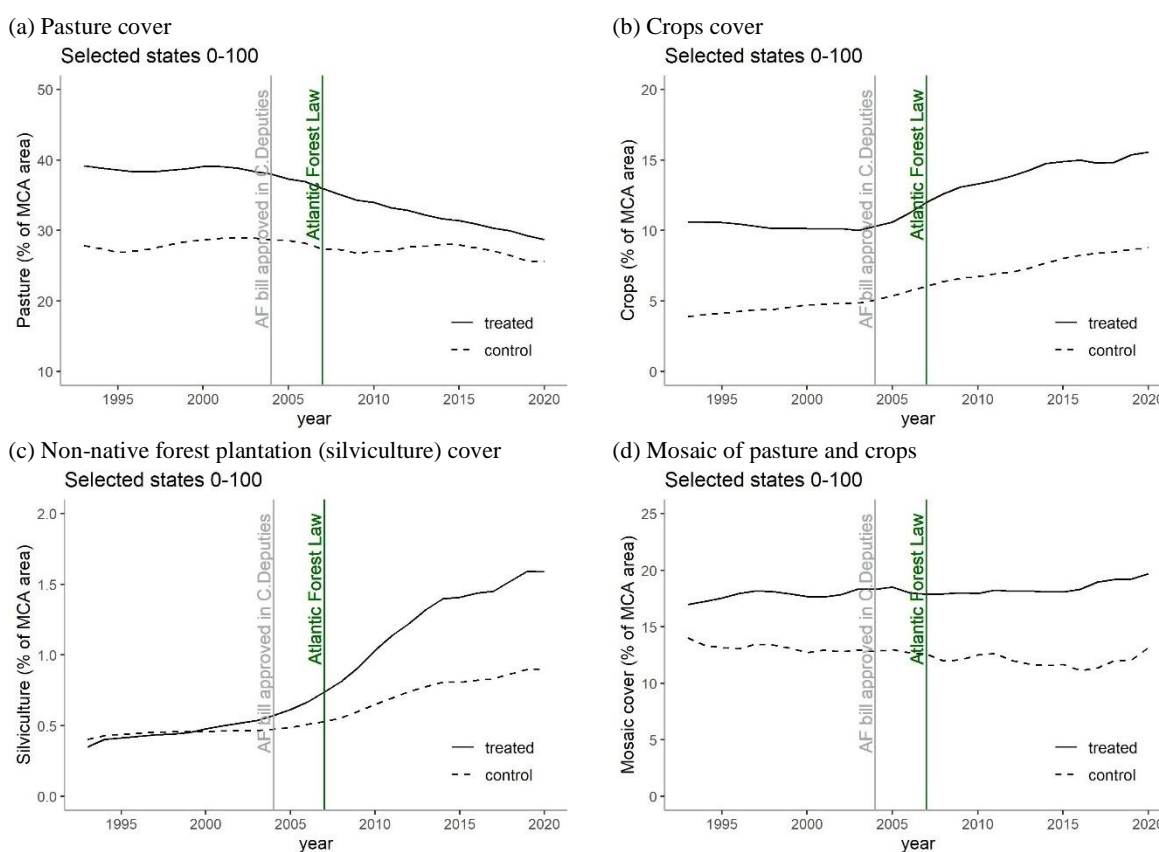 (a) Pasture cover
Selected states 0-100
Pasture (% of MCA area)
50
40
30
20
10
AF bill approved in C.Deputies
Atlantic Forest Law
treated
control
1995 2000 2005 2010 2015 2020
year
(b) Crops cover
Selected states 0-100
Crops (% of MCA area)
20
15
10
5
0
AF bill approved in C.Deputies
Atlantic Forest Law
treated
control
1995 2000 2005 2010 2015 2020
year
(c) Non-native forest plantation (silviculture) cover
Selected states 0-100
Silviculture (% of MCA area)
2.0
1.5
1.0
0.5
0.0
AF bill approved in C.Deputies
Atlantic Forest Law
treated
control
1995 2000 2005 2010 2015 2020
year
(d) Mosaic of pasture and crops
Selected states 0-100
Mosaic cover (% of MCA area)
25
20
15
10
5
0
AF bill approved in C.Deputies
Atlantic Forest Law
treated
control
1995 2000 2005 2010 2015 2020
year